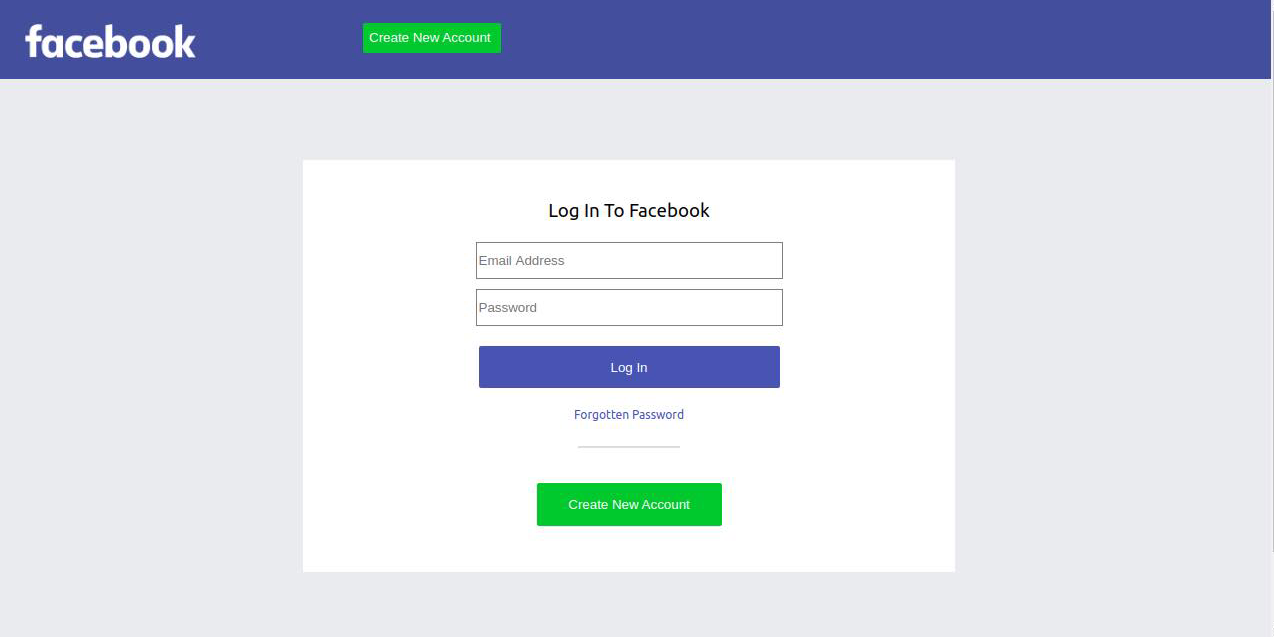 facebook
Create New Account
Log In To Facebook
Email Address
Password
Log In
Forgotten Password
Create New Account